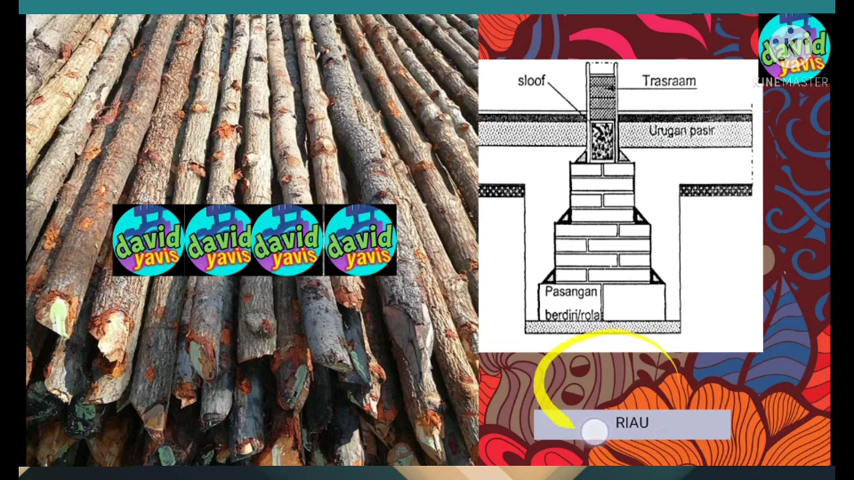 david
yavis
KINEMASTER
sloof
Trasraam
Urugan pasir
david
yavis
david
yavis
david
yavis
david
yavis
Pasangan
berdiri/rolag
RIAU